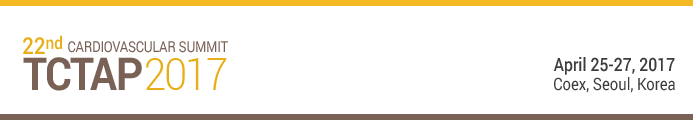 22nd CARDIOVASCULAR SUMMIT
TCTAP2017
April 25-27, 2017
Coex, Seoul, Korea